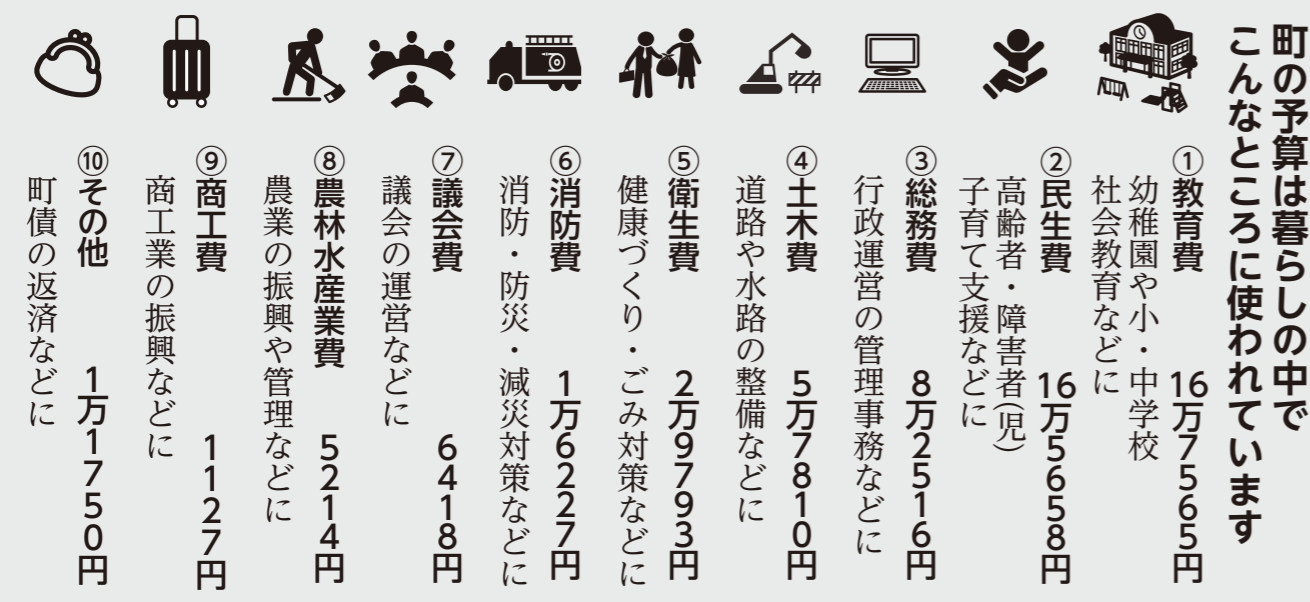 町の予算は暮らしの中で
こんなところに使われています
①教育費 16万7565円
幼稚園や小・中学校
社会教育などに
②民生費 16万5658円
高齢者・障害者(児)
子育て支援などに
③総務費 8万2516円
行政運営の管理事務などに
④土木費 5万7810円
道路や水路の整備などに
⑤衛生費 2万9793円
健康づくり・ごみ対策などに
⑥消防費 1万6227円
消防・防災・減災対策などに
⑦議会費 6418円
議会の運営などに
⑧農林水産業費 5214円
農業の振興や管理などに
⑨商工費 1127円
商工業の振興などに
⑩その他 1万1750円
町債の返済などに